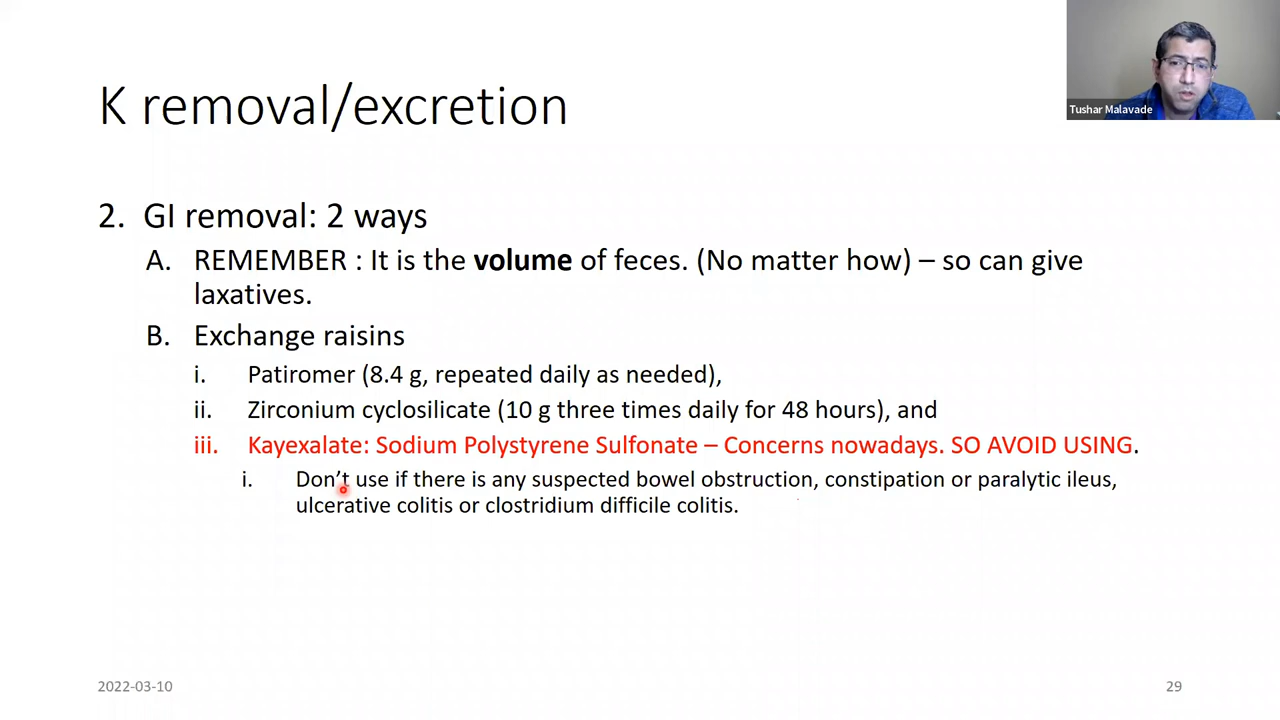 Tushar Malavade
K removal/excretion
2. GI removal: 2 ways
A. REMEMBER : It is the volume of feces. (No matter how) – so can give
laxatives.
B. Exchange raisins
i. Patiromer (8.4 g, repeated daily as needed),
ii. Zirconium cyclosilicate (10 g three times daily for 48 hours), and
iii. Kayexalate: Sodium Polystyrene Sulfonate – Concerns nowadays. SO AVOID USING.
i. Don’t use if there is any suspected bowel obstruction, constipation or paralytic ileus,
ulcerative colitis or clostridium difficile colitis.
2022-03-10
29